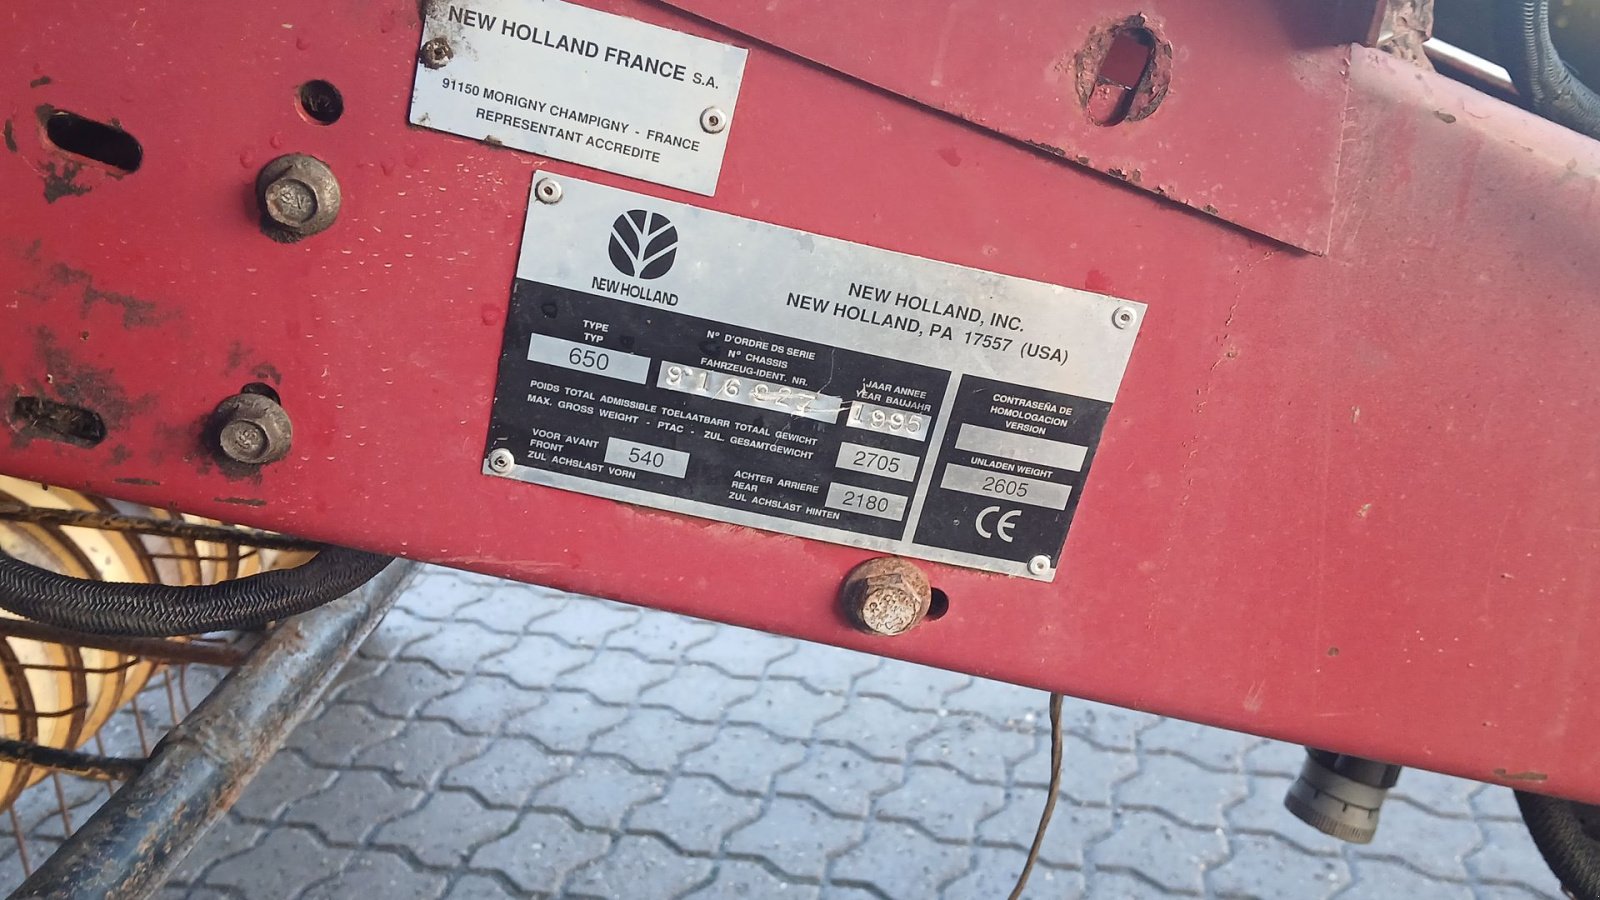 NEW HOLLAND FRANCE S.A.
91150 MORIGNY CHAMPIGNY - FRANCE
REPRESENTANT ACCREDITE
NEW HOLLAND
NEW HOLLAND, INC.
NEW HOLLAND, PA 17557 (USA)
TYPE
TYP
650
N° D'ORDRE DS SERIE
N° CHASSIS
FAHRZEUG-IDENT. NR.
916827
JAAR ANNEE
YEAR BAUJAHR
1995
POIDS TOTAL ADMISSIBLE TOELAATBARR TOTAAL GEWICHT
MAX. GROSS WEIGHT - PTAC - ZUL GESAMTGEWICHT
2705
VOOR AVANT
FRONT
ZUL ACHSLAST VORN
540
ACHTER ARRIERE
REAR
ZUL ACHSLAST HINTEN
2180
CONTRASEÑA DE
HOMOLOGACION
VERSION
UNLADEN WEIGHT
2605
CE